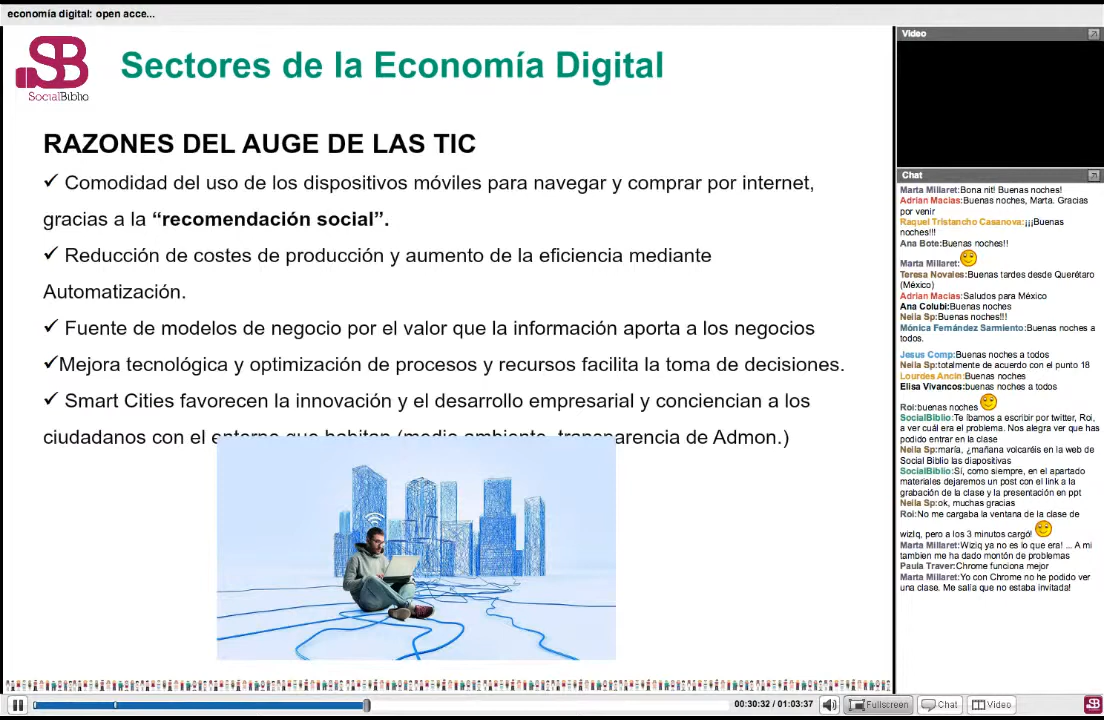 economía digital: open acce...
SB
SocialBiblio
Sectores de la Economía Digital
RAZONES DEL AUGE DE LAS TIC
✓ Comodidad del uso de los dispositivos móviles para navegar y comprar por internet,
gracias a la “recomendación social”.
✓ Reducción de costes de producción y aumento de la eficiencia mediante
Automatización.
✓ Fuente de modelos de negocio por el valor que la información aporta a los negocios
✓Mejora tecnológica y optimización de procesos y recursos facilita la toma de decisiones.
✓ Smart Cities favorecen la innovación y el desarrollo empresarial y conciencian a los
ciudadanos con el entorno que habitan (medio ambiente, transparencia de Admon.)
Video
Chat
Marta Millaret:Bona nit! Buenas noches!
Adrian Macias:Buenas noches, Marta. Gracias
por venir
Raquel Tristancho Casanova:¡¡¡Buenas
noches!!!
Ana Bote:Buenas noches!!
Marta Millaret:
Teresa Novales:Buenas tardes desde Querétaro
(México)
Adrian Macias:Saludos para México
Ana Colubi:Buenas noches
Neila Sp:Buenas noches!!!
Mónica Fernández Sarmiento:Buenas noches a
todos.
Jesus Comp:Buenas noches a todos
Neila Sp:totalmente de acuerdo con el punto 18
Lourdes Ancin:Buenas noches
Elisa Vivancos:buenas noches a todos
Roi:buenas noches
SocialBiblio:Te íbamos a escribir por twitter, Roi,
a ver cuál era el problema. Nos alegra ver que has
podido entrar en la clase
Neila Sp:maría, ¿mañana volcaréis en la web de
Social Biblio las diapositivas
SocialBiblio:Sí, como siempre, en el apartado
materiales dejaremos un post con el link a la
grabación de la clase y la presentación en ppt
Neila Sp:ok, muchas gracias
Roi:No me cargaba la ventana de la clase de
wiziq, pero a los 3 minutos cargó!
Marta Millaret:Wiziq ya no es lo que era! ... A mi
tambien me ha dado montón de problemas
Paula Traver:Chrome funciona mejor
Marta Millaret:Yo con Chrome no he podido ver
una clase. Me salia que no estaba invitada!
00:30:32 / 01:03:37
Fullscreen
Chat
Video
SB